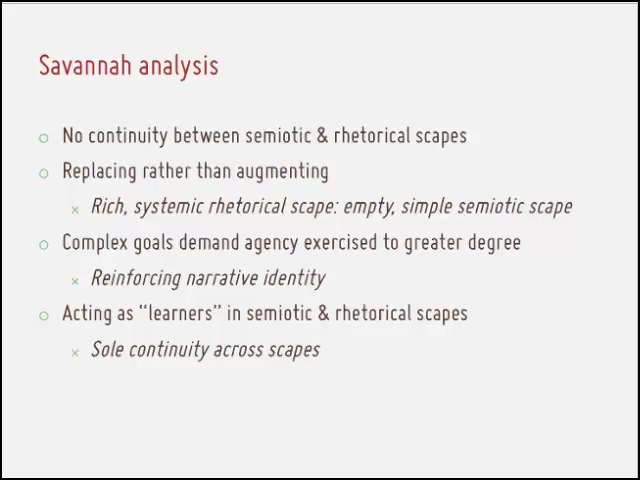 Savannah analysis
No continuity between semiotic & rhetorical scapes
Replacing rather than augmenting
Rich, systemic rhetorical scape: empty, simple semiotic scape
Complex goals demand agency exercised to greater degree
Reinforcing narrative identity
Acting as “learners” in semiotic & rhetorical scapes
Sole continuity across scapes